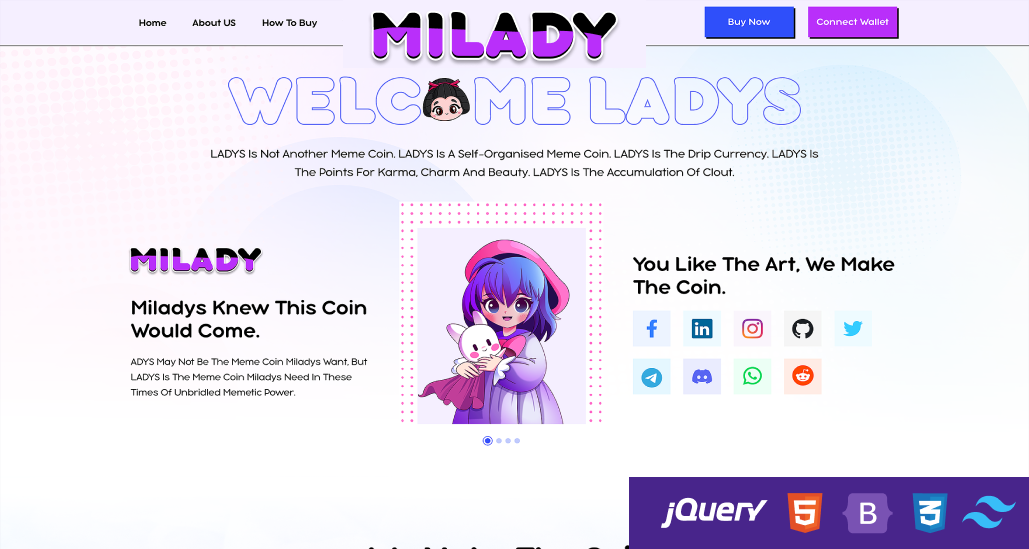 Home
About US
How To Buy
MILADY
Buy Now
Connect Wallet
WELCOME LADYS
LADYS Is Not Another Meme Coin. LADYS Is A Self-Organised Meme Coin. LADYS Is The Drip Currency. LADYS Is
The Points For Karma, Charm And Beauty. LADYS Is The Accumulation Of Clout.
MILADY
Miladys Knew This Coin
Would Come.
ADYS May Not Be The Meme Coin Miladys Want, But
LADYS Is The Meme Coin Miladys Need In These
Times Of Unbridled Memetic Power.
You Like The Art, We Make
The Coin.
jQuery
5
B
3